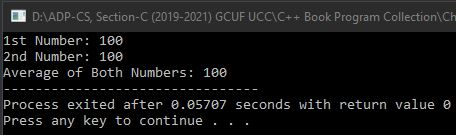 D:\ADP-CS, Section-C (2019-2021) GCUF UCC\C++ Book Program Collection\Ch
1st Number: 100
2nd Number: 100
Average of Both Numbers: 100
--------------------------------
Process exited after 0.05707 seconds with return value 0
Press any key to continue . . .